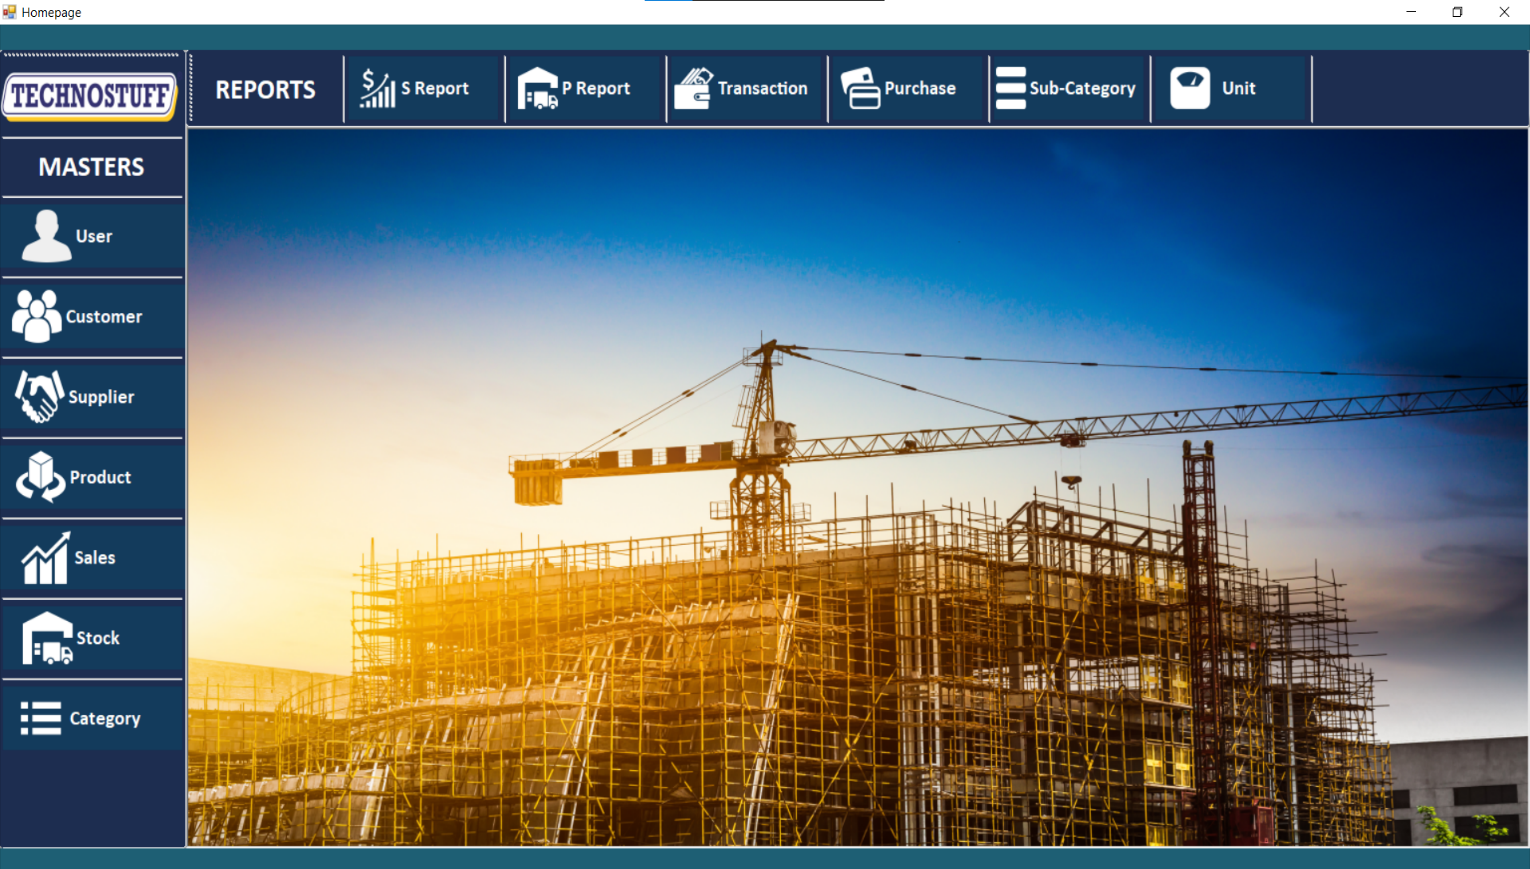 Homepage
TECHNOSTUFF
REPORTS
S Report
P Report
Transaction
Purchase
Sub-Category
Unit
MASTERS
User
Customer
Supplier
Product
Sales
Stock
Category